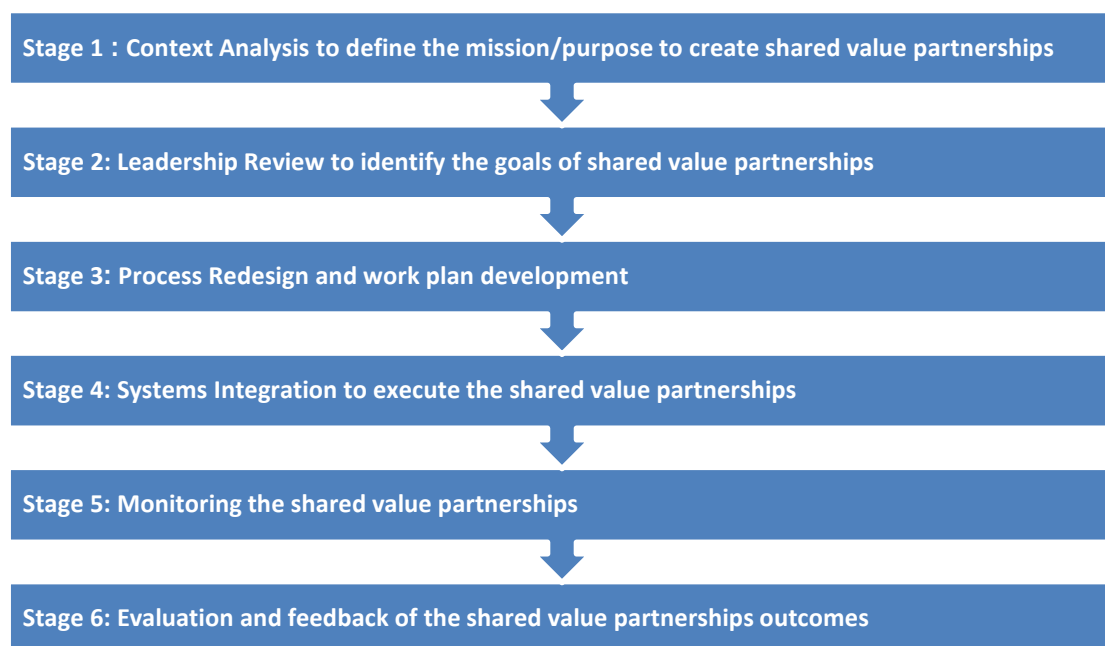 Stage 1 : Context Analysis to define the mission/purpose to create shared value partnerships
Stage 2: Leadership Review to identify the goals of shared value partnerships
Stage 3: Process Redesign and work plan development
Stage 4: Systems Integration to execute the shared value partnerships
Stage 5: Monitoring the shared value partnerships
Stage 6: Evaluation and feedback of the shared value partnerships outcomes